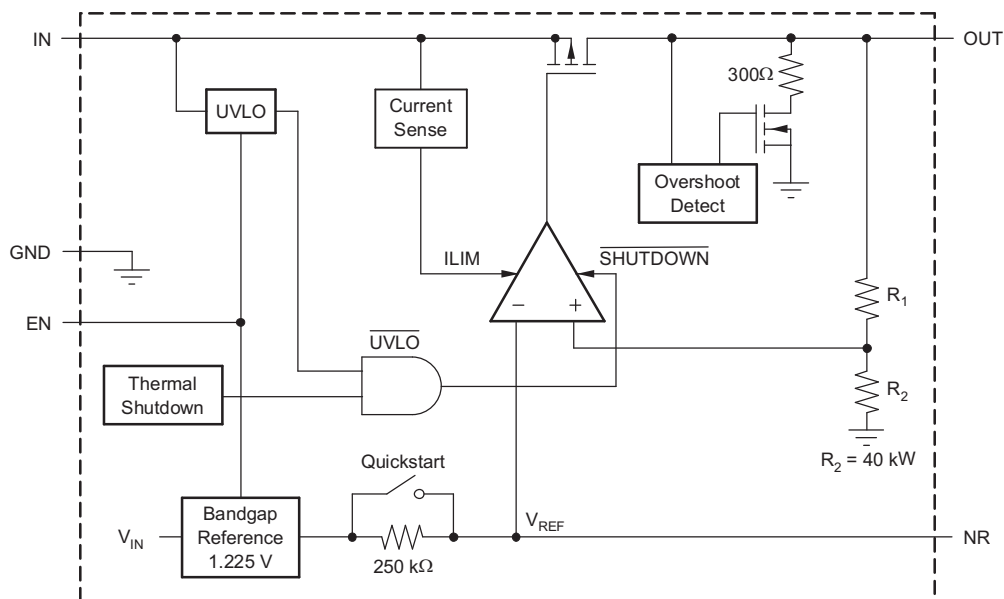 IN
OUT
300Ω
UVLO
Current
Sense
Overshoot
Detect
GND
ILIM
SHUTDOWN
− +
R1
EN
UVLO
Thermal
Shutdown
R2
R2 = 40 kW
Quickstart
VIN
Bandgap
Reference
1.225 V
250 kΩ
VREF
NR